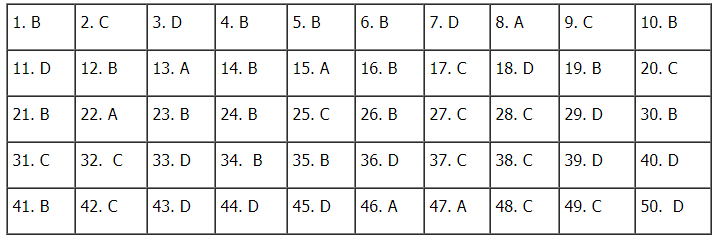 1. B 2. C 3. D 4. B 5. B 6. B 7. D 8. A 9. C 10. B
11. D 12. B 13. A 14. B 15. A 16. B 17. C 18. D 19. B 20. C
21. B 22. A 23. B 24. B 25. C 26. B 27. C 28. C 29. D 30. B
31. C 32. C 33. D 34. B 35. B 36. D 37. C 38. C 39. D 40. D
41. B 42. C 43. D 44. D 45. D 46. A 47. A 48. C 49. C 50. D